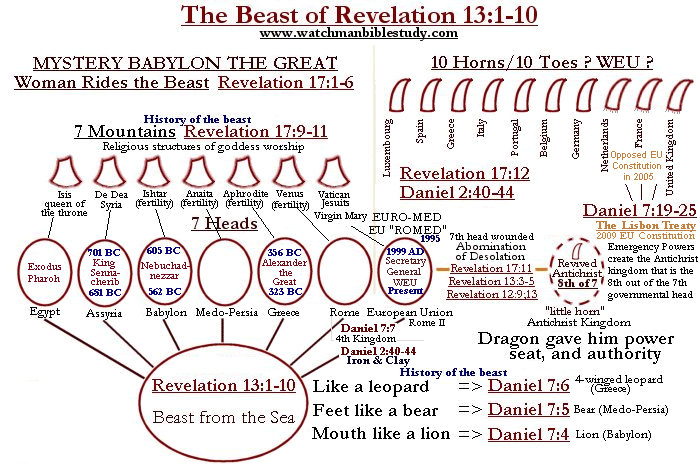 The Beast of Revelation 13:1-10
www.watchmanbiblestudy.com
MYSTERY BABYLON THE GREAT
Woman Rides the Beast Revelation 17:1-6
History of the beast
7 Mountains Revelation 17:9-11
Religious structures of goddess worship
Isis
queen of
the throne
De Dea
Syria
Ishtar
(fertility)
Anaita
(fertility)
Aphrodite
(fertility)
Venus
(fertility)
Vatican
Jesuits
Virgin Mary
7 Heads
EURO-MED
EU "ROMED"
1995
Exodus
Pharoh
701 BC
King
Senna-
cherib
681 BC
605 BC
Nebuchad-
nezzar
562 BC
356 BC
Alexander
the
Great
323 BC
1999 AD
Secretary
General
WEU
Present
Egypt
Assyria
Babylon
Medo-Persia
Greece
Rome
European Union
Rome II
Daniel 7:7
4th Kingdom
Daniel 2:40-44
Iron & Clay
Revelation 13:1-10
Beast from the Sea
10 Horns/10 Toes ? WEU ?
Luxembourg
Spain
Greece
Italy
Portugal
Belgium
Germany
Netherlands
France
United Kingdom
Opposed EU
Constitution
in 2005
Revelation 17:12
Daniel 2:40-44
Daniel 7:19-25
The Lisbon Treaty
2009 EU Constitution
7th head wounded
Abomination
of Desolation
Revelation 17:11
Revelation 13:3-5
Revelation 12:9;13
Revived
Antichrist
8th of 7
"little horn"
Antichrist Kingdom
Emergency Powers
create the Antichrist
kingdom that is the
8th out of the 7th
governmental head
Dragon gave him power
seat, and authority
History of the beast
Like a leopard => Daniel 7:6 4-winged leopard
(Greece)
Feet like a bear => Daniel 7:5 Bear (Medo-Persia)
Mouth like a lion => Daniel 7:4 Lion (Babylon)